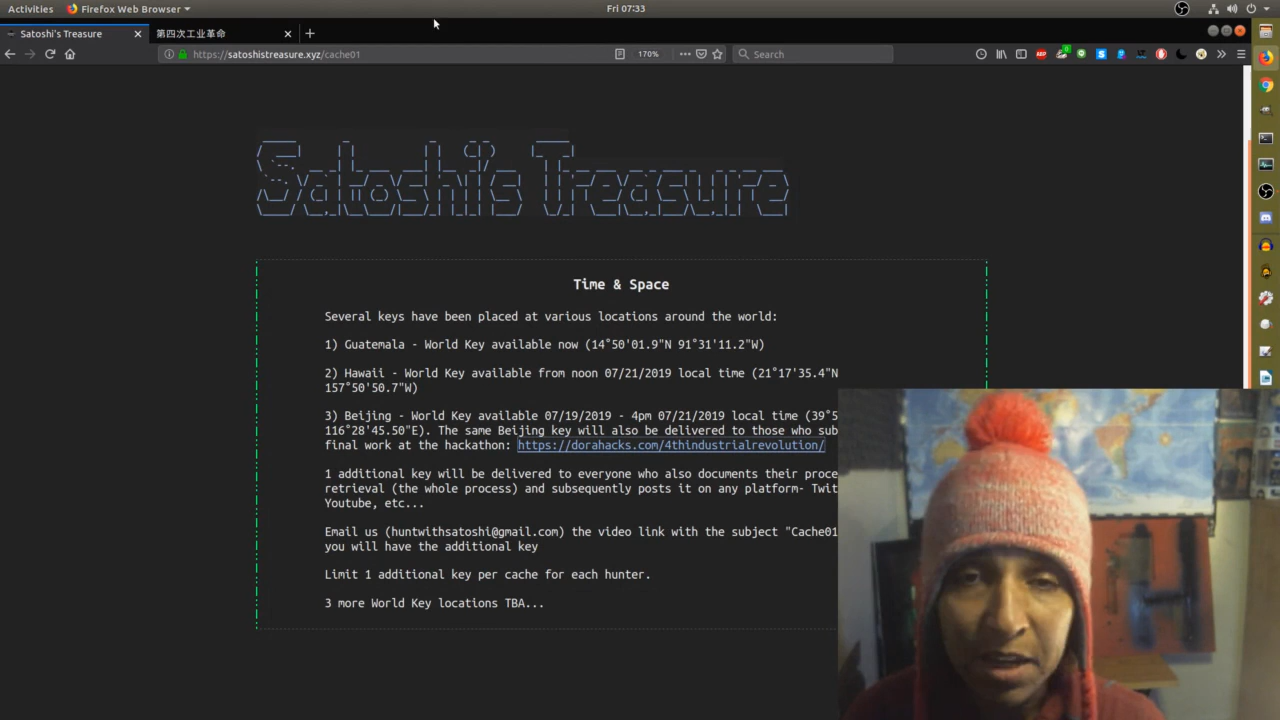 Activities Firefox Web Browser Fri 07:33
Satoshi's Treasure 第四次工业革命
https://satoshistreasure.xyz/cache01 170% Search
Satoshi's Treasure
Time & Space
Several keys have been placed at various locations around the world:
1) Guatemala - World Key available now (14°50'01.9"N 91°31'11.2"W)
2) Hawaii - World Key available from noon 07/21/2019 local time (21°17'35.4"N
157°50'50.7"W)
3) Beijing - World Key available 07/19/2019 - 4pm 07/21/2019 local time (39°5
116°28'45.50"E). The same Beijing key will also be delivered to those who sub
final work at the hackathon: https://dorahacks.com/4thindustrialrevolution/
1 additional key will be delivered to everyone who also documents their proce
retrieval (the whole process) and subsequently posts it on any platform- Twit
Youtube, etc...
Email us (huntwithsatoshi@gmail.com) the video link with the subject "Cache01
you will have the additional key
Limit 1 additional key per cache for each hunter.
3 more World Key locations TBA...